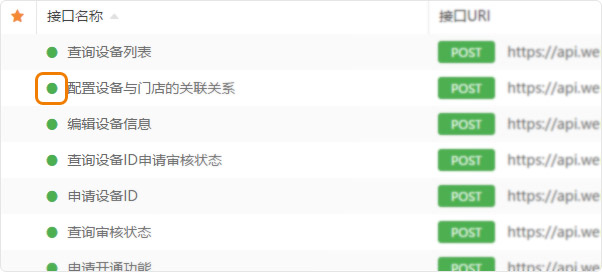 接口名称 接口URI
查询设备列表 POST https://api.we
配置设备与门店的关联关系 POST https://api.we
编辑设备信息 POST https://api.we
查询设备ID申请审核状态 POST https://api.we
申请设备ID POST https://api.we
查询审核状态 POST https://api.we
申请开通功能 POST https://api.we